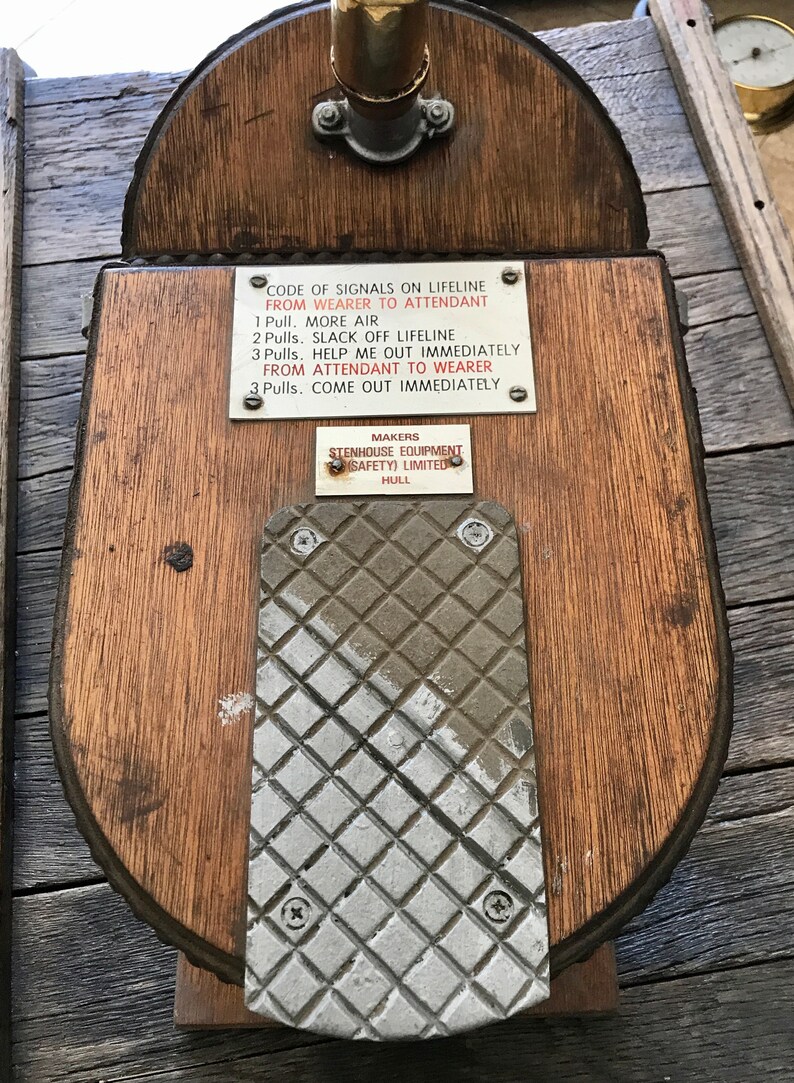 CODE OF SIGNALS ON LIFELINE
FROM WEARER TO ATTENDANT
1 Pull. MORE AIR
2 Pulls. SLACK OFF LIFELINE
3 Pulls. HELP ME OUT IMMEDIATELY
FROM ATTENDANT TO WEARER
3 Pulls. COME OUT IMMEDIATELY
MAKERS
STENHOUSE EQUIPMENT
(SAFETY) LIMITED
HULL